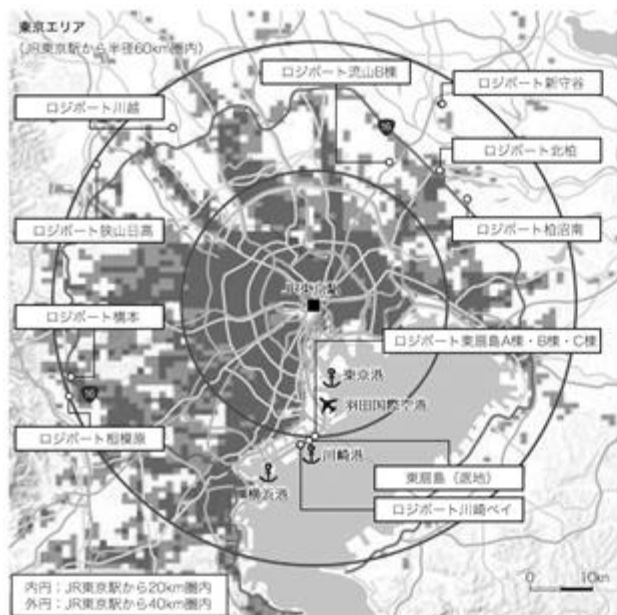 東京エリア
(JR東京駅から半径60km圏内)
ロジポート流山B棟
ロジポート新守谷
ロジポート川越
ロジポート北柏
ロジポート狭山日高
ロジポート柏沼南
JR東京駅
ロジポート橋本
ロジポート東扇島A棟・B棟・C棟
東京港
羽田国際空港
ロジポート相模原
川崎港
横浜港
東扇島（底地）
ロジポート川崎ベイ
内円；JR東京駅から20km圏内
外円；JR東京駅から40km圏内
0 10km